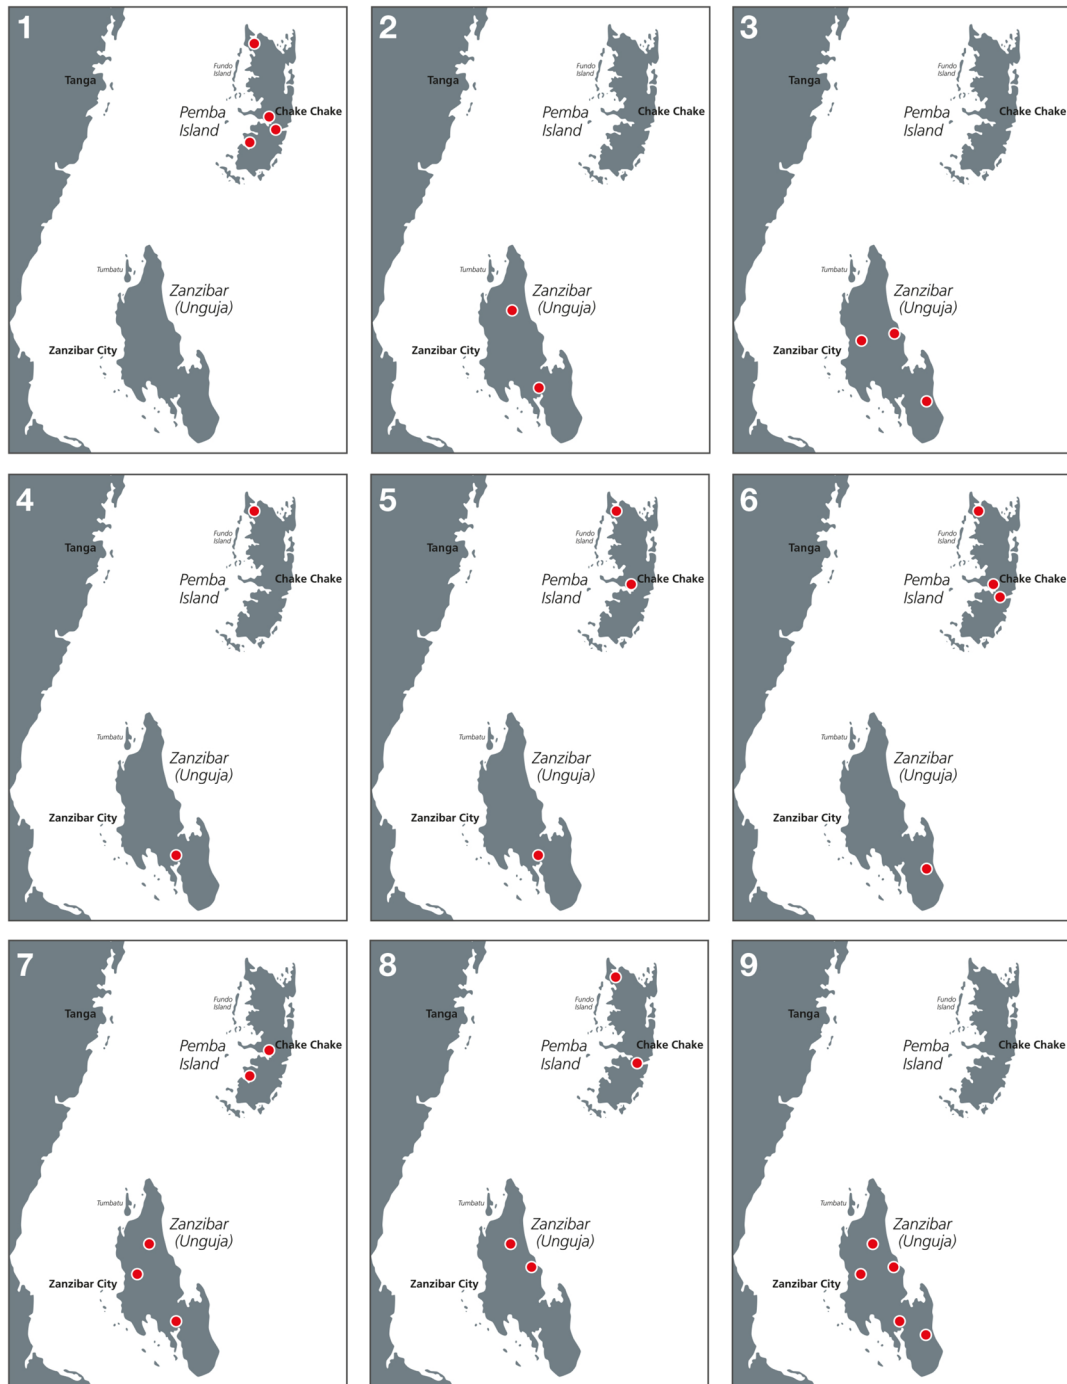 1
Tanga
Fundo
Island
Pemba
Island
Chake Chake
Tumbatu
Zanzibar
(Unguja)
Zanzibar City
2
Fundo
Island
Pemba
Island
Chake Chake
Tanga
Tumbatu
Zanzibar
(Unguja)
Zanzibar City
3
Fundo
Island
Pemba
Island
Chake Chake
Tanga
Tumbatu
Zanzibar
(Unguja)
Zanzibar City
4
Fundo
Island
Tanga
Pemba
Island
Chake Chake
Tumbatu
Zanzibar
(Unguja)
Zanzibar City
5
Fundo
Island
Tanga
Pemba
Island
Chake Chake
Tumbatu
Zanzibar
(Unguja)
Zanzibar City
6
Fundo
Island
Tanga
Pemba
Island
Chake Chake
Tumbatu
Zanzibar
(Unguja)
Zanzibar City
7
Fundo
Island
Tanga
Pemba
Island
Chake Chake
Tumbatu
Zanzibar
(Unguja)
Zanzibar City
8
Fundo
Island
Tanga
Pemba
Island
Chake Chake
Tumbatu
Zanzibar
(Unguja)
Zanzibar City
9
Fundo
Island
Tanga
Pemba
Island
Chake Chake
Tumbatu
Zanzibar
(Unguja)
Zanzibar City